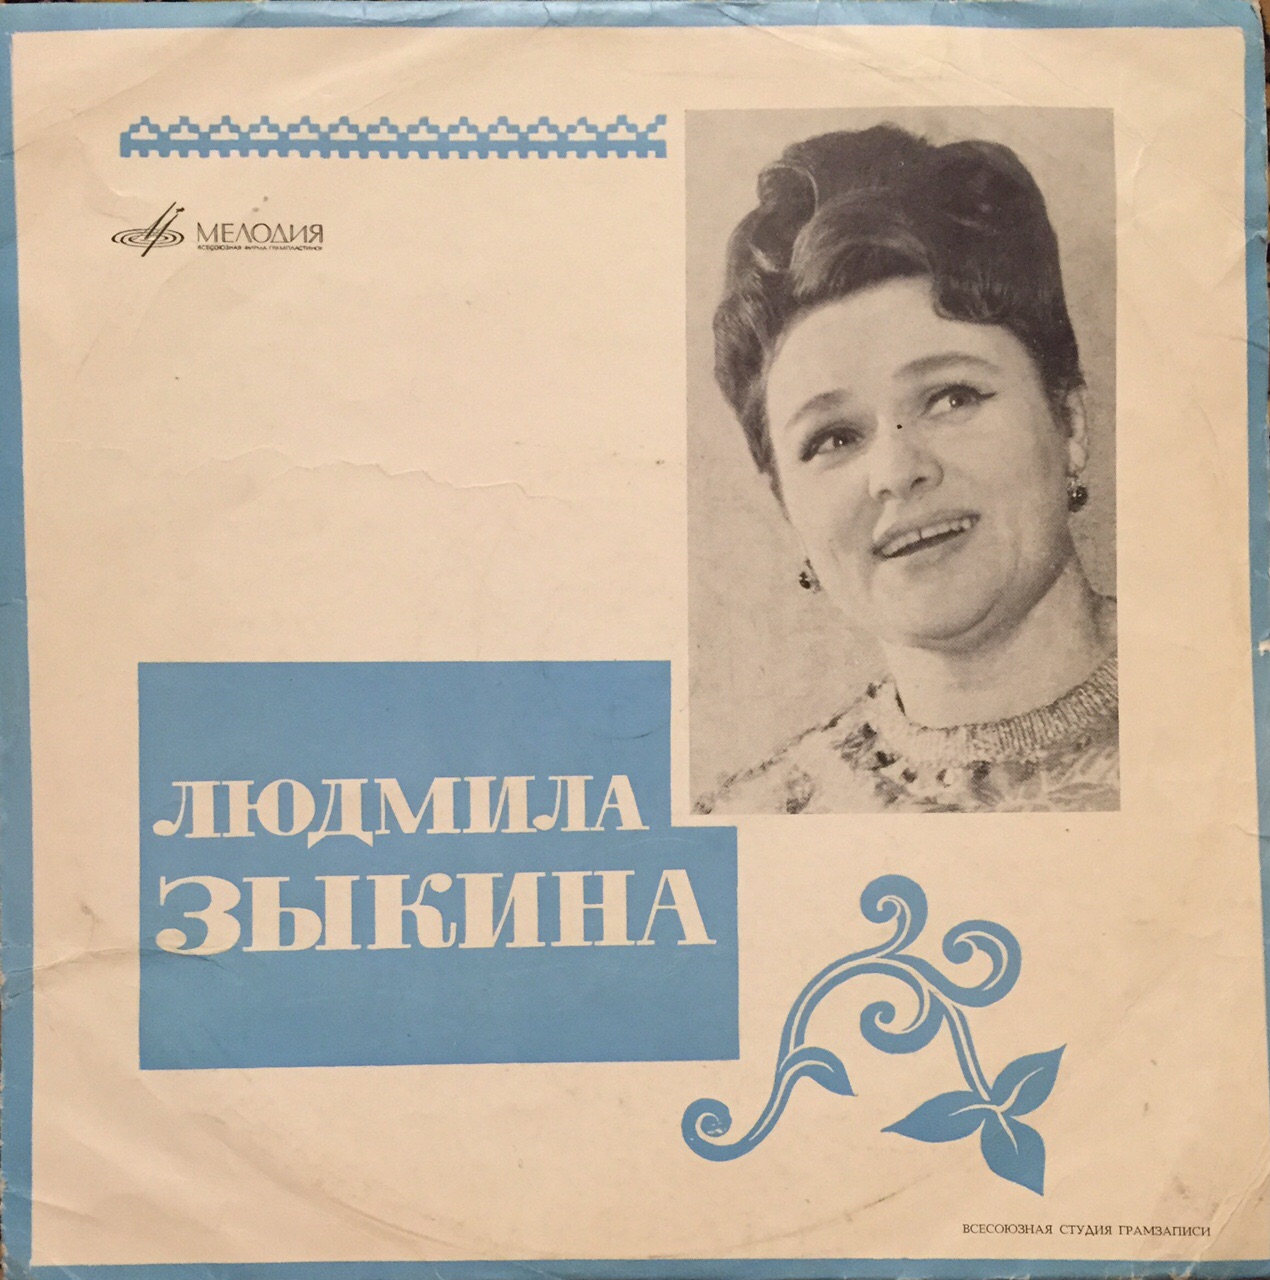 МЕЛОДИЯ
ВСЕСОЮЗНАЯ ФИРМА ГРАМПЛАСТИНОК
ЛЮДМИЛА
ЗЫКИНА
ВСЕСОЮЗНАЯ СТУДИЯ ГРАМЗАПИСИ